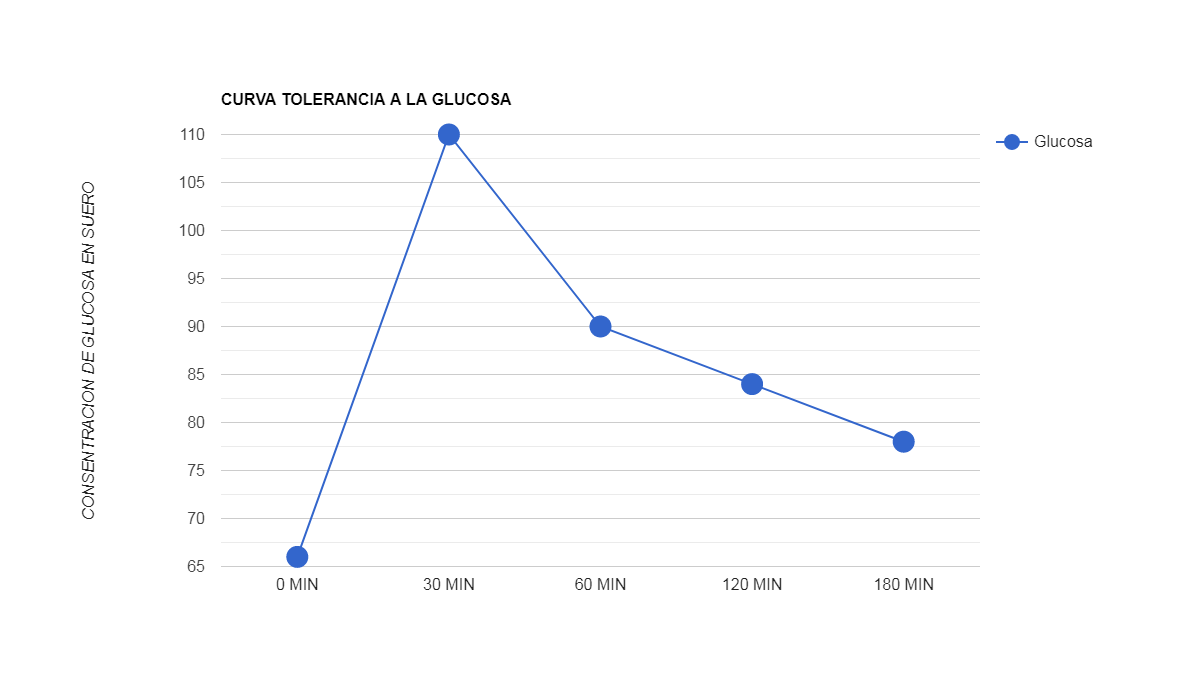 CURVA TOLERANCIA A LA GLUCOSA
Glucosa
CONSENTRACION DE GLUCOSA EN SUERO
110
105
100
95
90
85
80
75
70
65
0 MIN
30 MIN
60 MIN
120 MIN
180 MIN